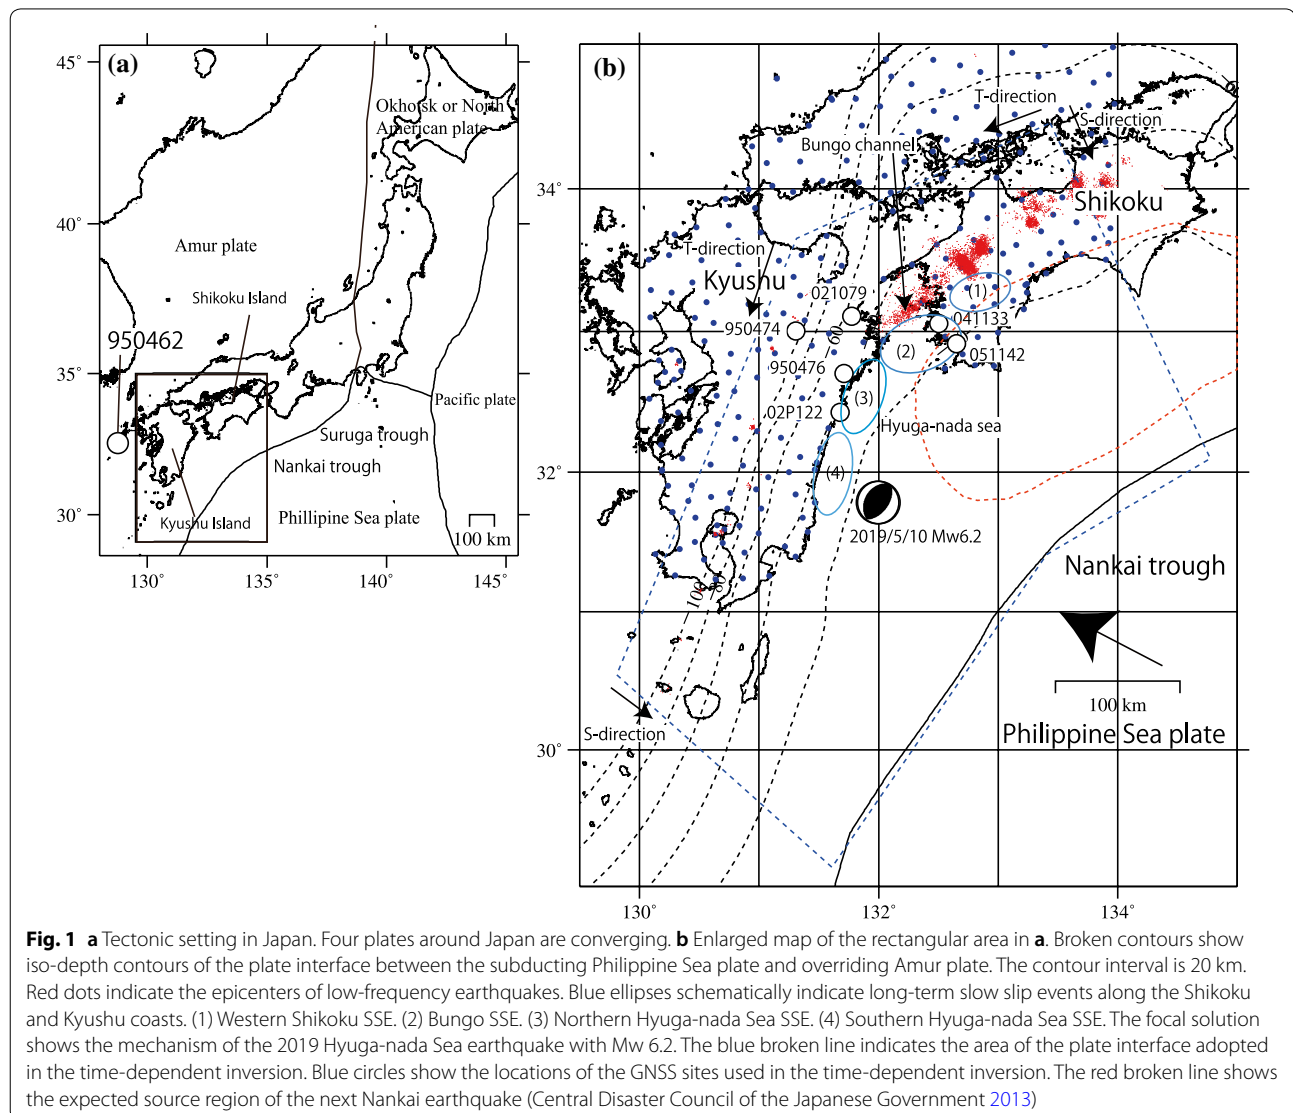 (a)
45°
40°
35°
30°
130°
135°
140°
145°
Okhotsk or North
American plate
Amur plate
Shikoku Island
950462
Pacific plate
Suruga trough
Nankai trough
Kyushu Island
Phillipine Sea plate
100 km
(b)
T-direction
S-direction
Bungo channel
34°
Shikoku
T-direction
Kyushu
021079
(1)
950474
60
041133
(2)
051142
950476
(3)
02P122
Hyuga-nada sea
(4)
32°
2019/5/10 Mw6.2
Nankai trough
100
80
100 km
S-direction
Philippine Sea plate
30°
130°
132°
134°
Fig. 1 a Tectonic setting in Japan. Four plates around Japan are converging. b Enlarged map of the rectangular area in a. Broken contours show
iso-depth contours of the plate interface between the subducting Philippine Sea plate and overriding Amur plate. The contour interval is 20 km.
Red dots indicate the epicenters of low-frequency earthquakes. Blue ellipses schematically indicate long-term slow slip events along the Shikoku
and Kyushu coasts. (1) Western Shikoku SSE. (2) Bungo SSE. (3) Northern Hyuga-nada Sea SSE. (4) Southern Hyuga-nada Sea SSE. The focal solution
shows the mechanism of the 2019 Hyuga-nada Sea earthquake with Mw 6.2. The blue broken line indicates the area of the plate interface adopted
in the time-dependent inversion. Blue circles show the locations of the GNSS sites used in the time-dependent inversion. The red broken line shows
the expected source region of the next Nankai earthquake (Central Disaster Council of the Japanese Government 2013)